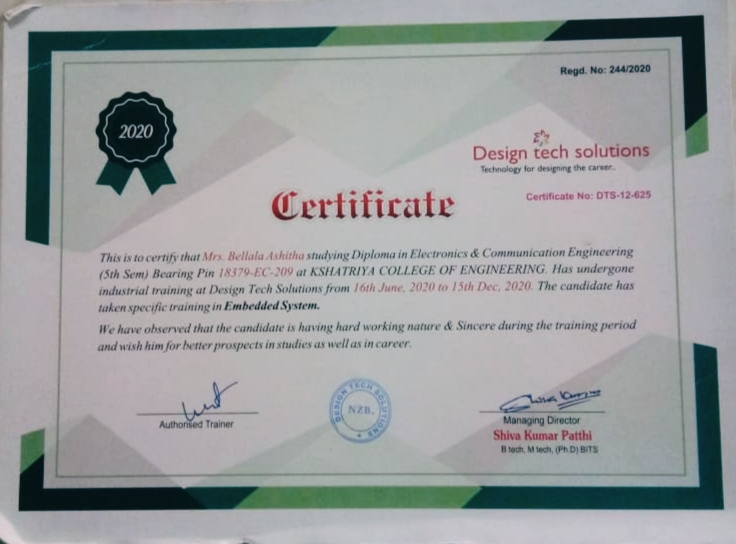 Regd. No: 244/2020
2020
Design tech solutions
Technology for designing the career..
Certificate No: DTS-12-625
Certificate
This is to certify that Mrs. Bellala Ashitha studying Diploma in Electronics & Communication Engineering
(5th Sem) Bearing Pin 18379-EC-209 at KSHATRIYA COLLEGE OF ENGINEERING. Has undergone
industrial training at Design Tech Solutions from 16th June, 2020 to 15th Dec, 2020. The candidate has
taken specific training in Embedded System.
We have observed that the candidate is having hard working nature & Sincere during the training period
and wish him for better prospects in studies as well as in career.
Authorised Trainer
DESIGN TECH SOLUTIONS
NZB.
Shiva Kumar
Managing Director
Shiva Kumar Patthi
B tech, M tech, (Ph.D) BITS